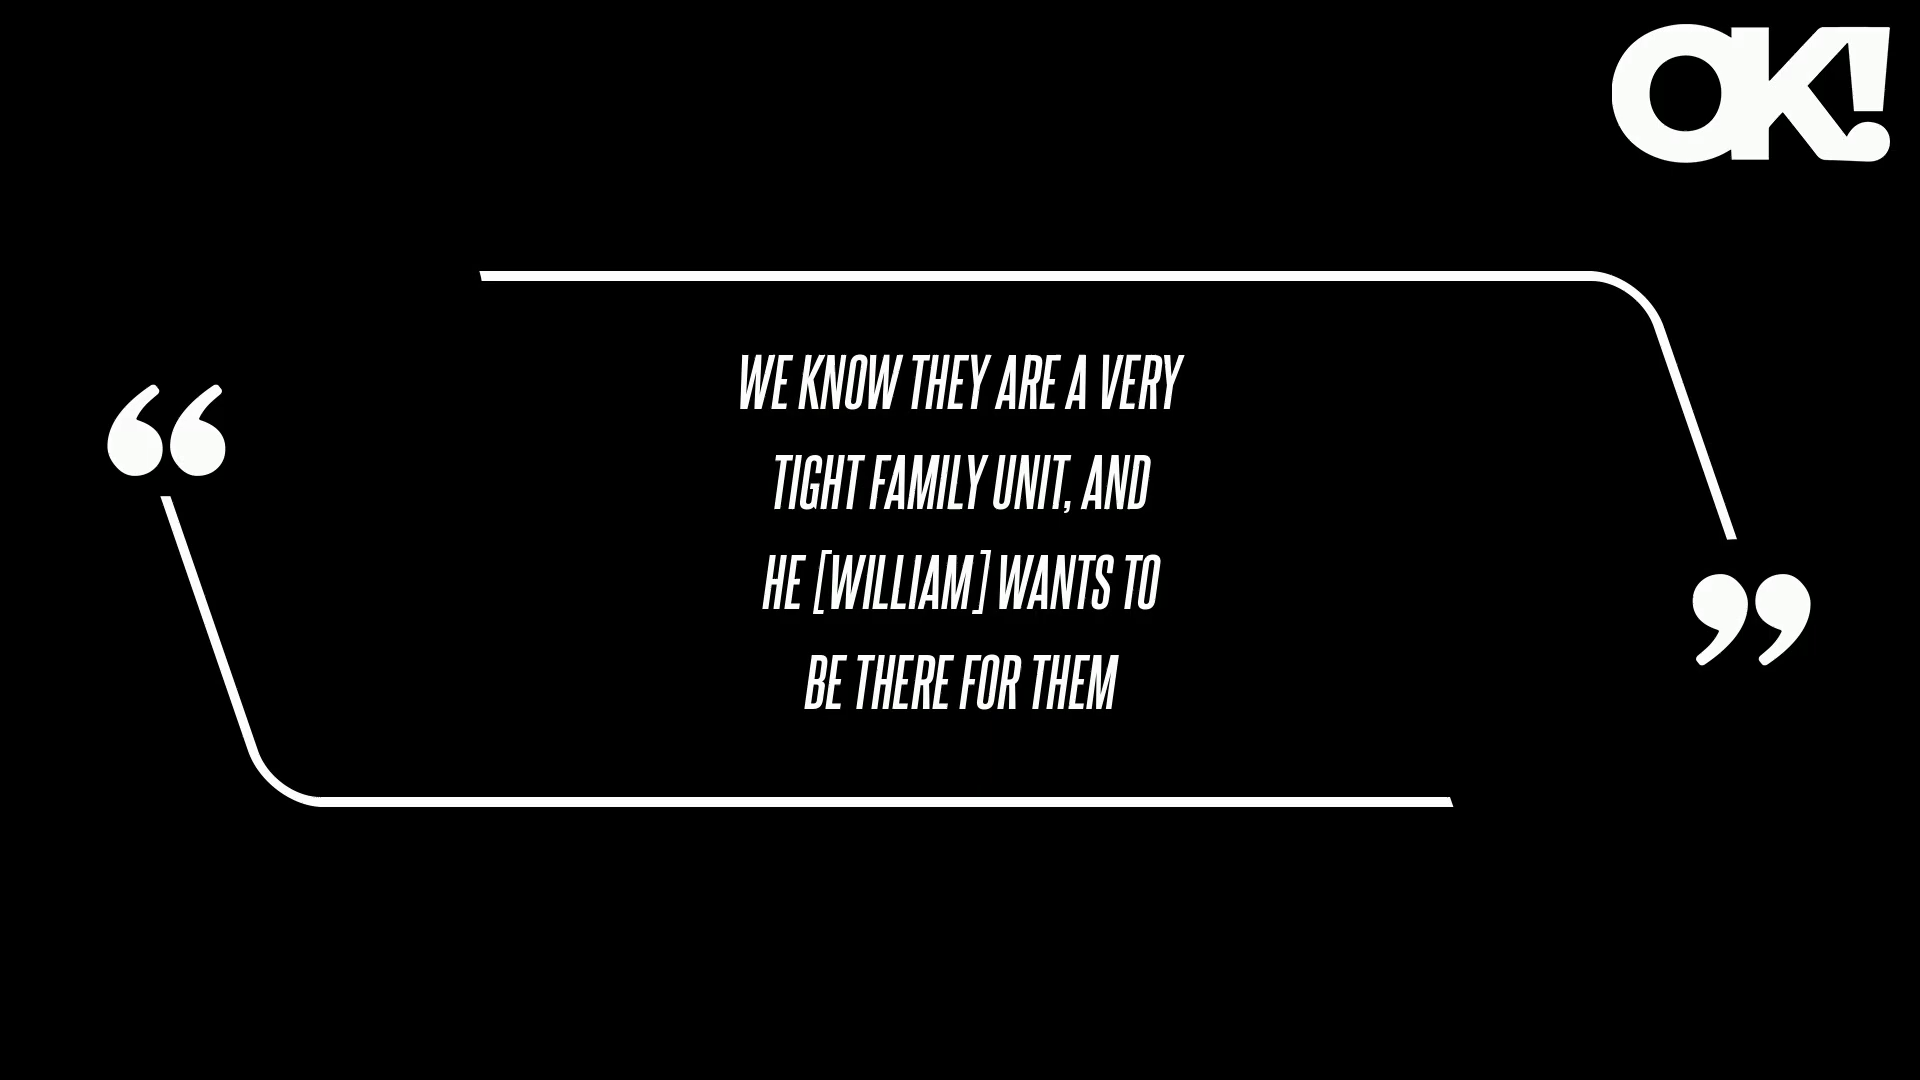 OK!
“
WE KNOW THEY ARE A VERY
TIGHT FAMILY UNIT, AND
HE [WILLIAM] WANTS TO
BE THERE FOR THEM
”